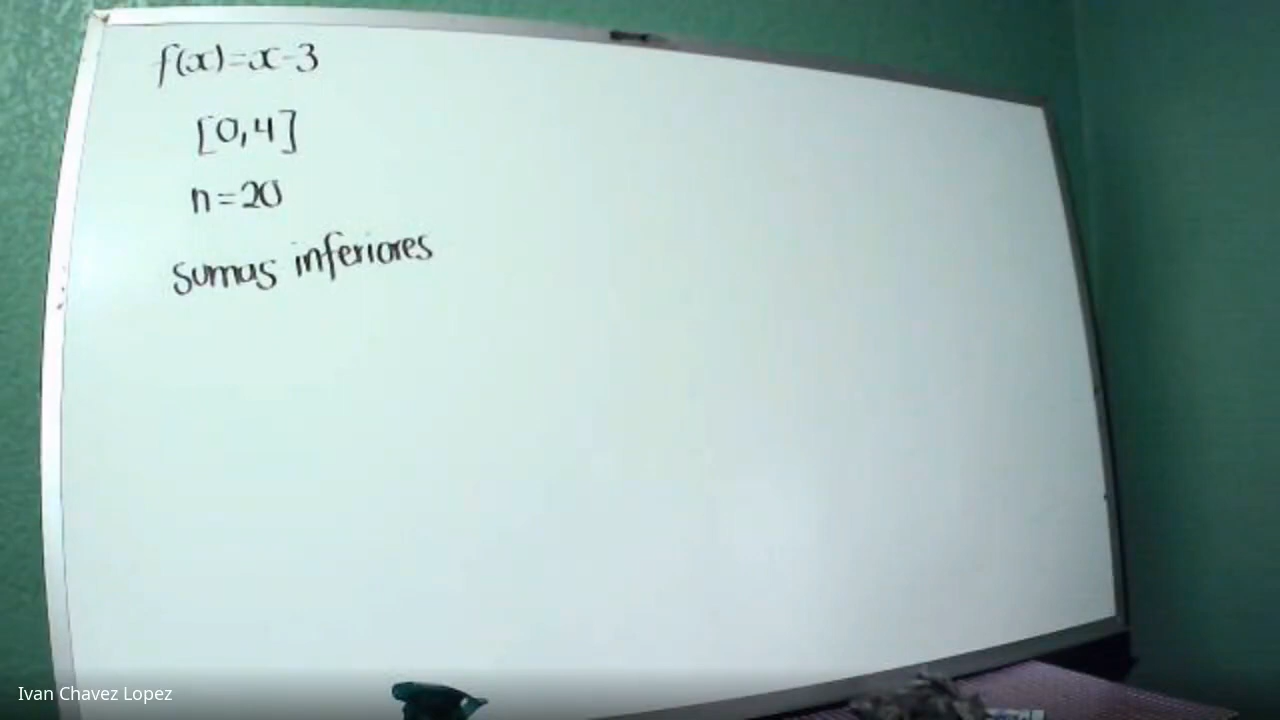 f(x)=x-3
[0,4]
n=20
Sumas inferiores
Ivan Chavez Lopez